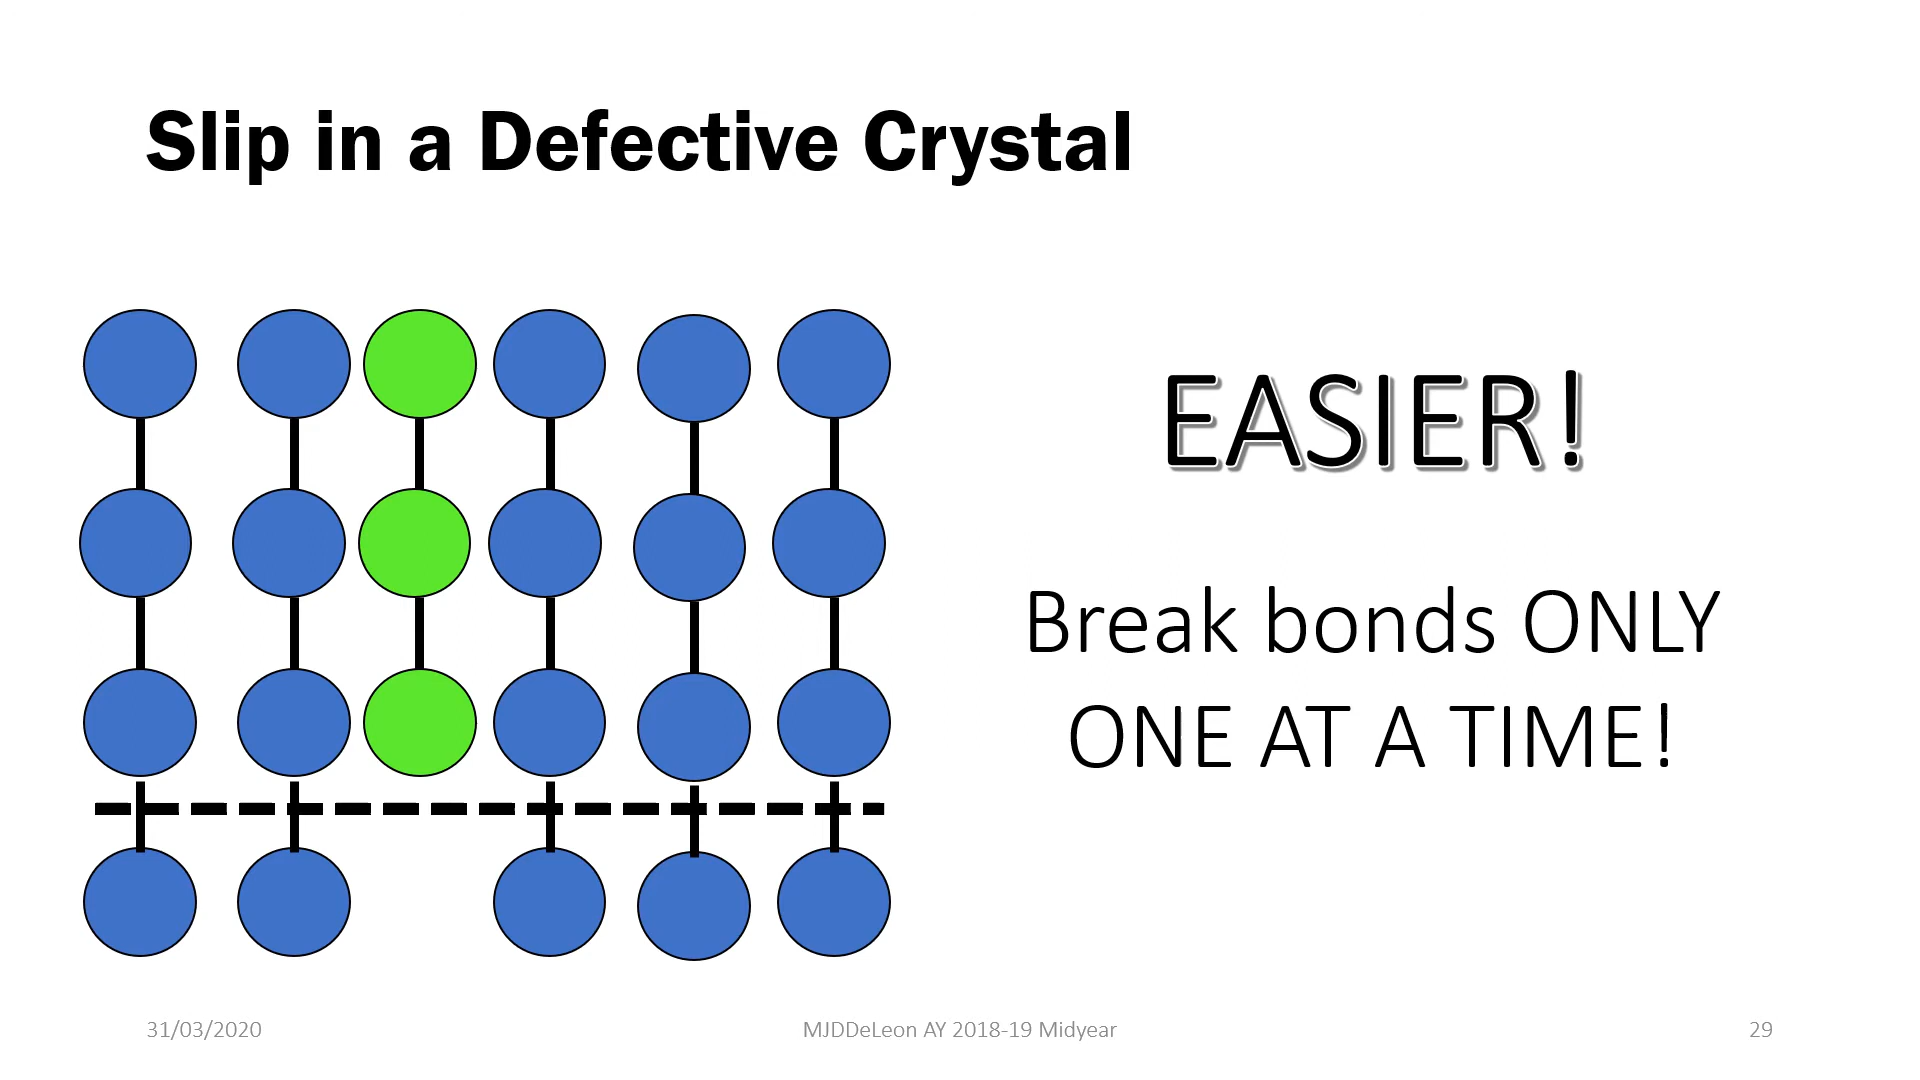 Slip in a Defective Crystal
EASIER!
Break bonds ONLY
ONE AT A TIME!
31/03/2020
MJDDeLeon AY 2018-19 Midyear
29